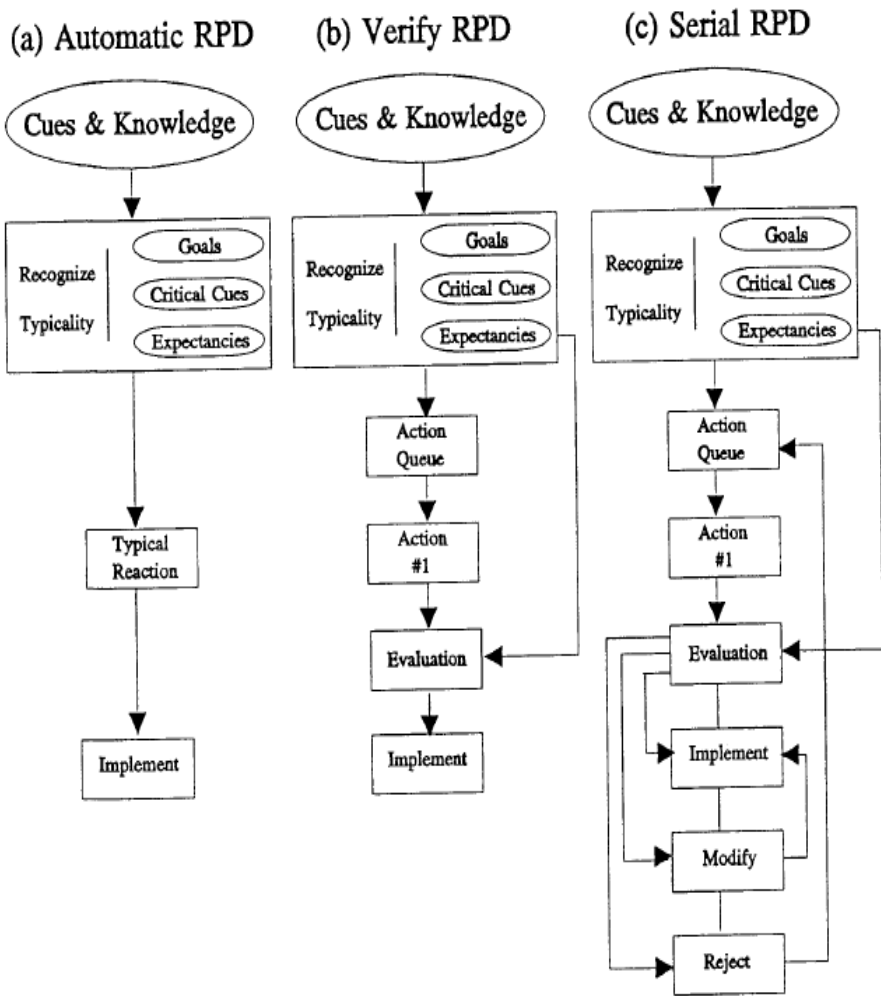 (a) Automatic RPD
Cues & Knowledge
Recognize
Typicality
Goals
Critical Cues
Expectancies
Typical
Reaction
Implement
(b) Verify RPD
Cues & Knowledge
Recognize
Typicality
Goals
Critical Cues
Expectancies
Action
Queue
Action
#1
Evaluation
Implement
(c) Serial RPD
Cues & Knowledge
Recognize
Typicality
Goals
Critical Cues
Expectancies
Action
Queue
Action
#1
Evaluation
Implement
Modify
Reject